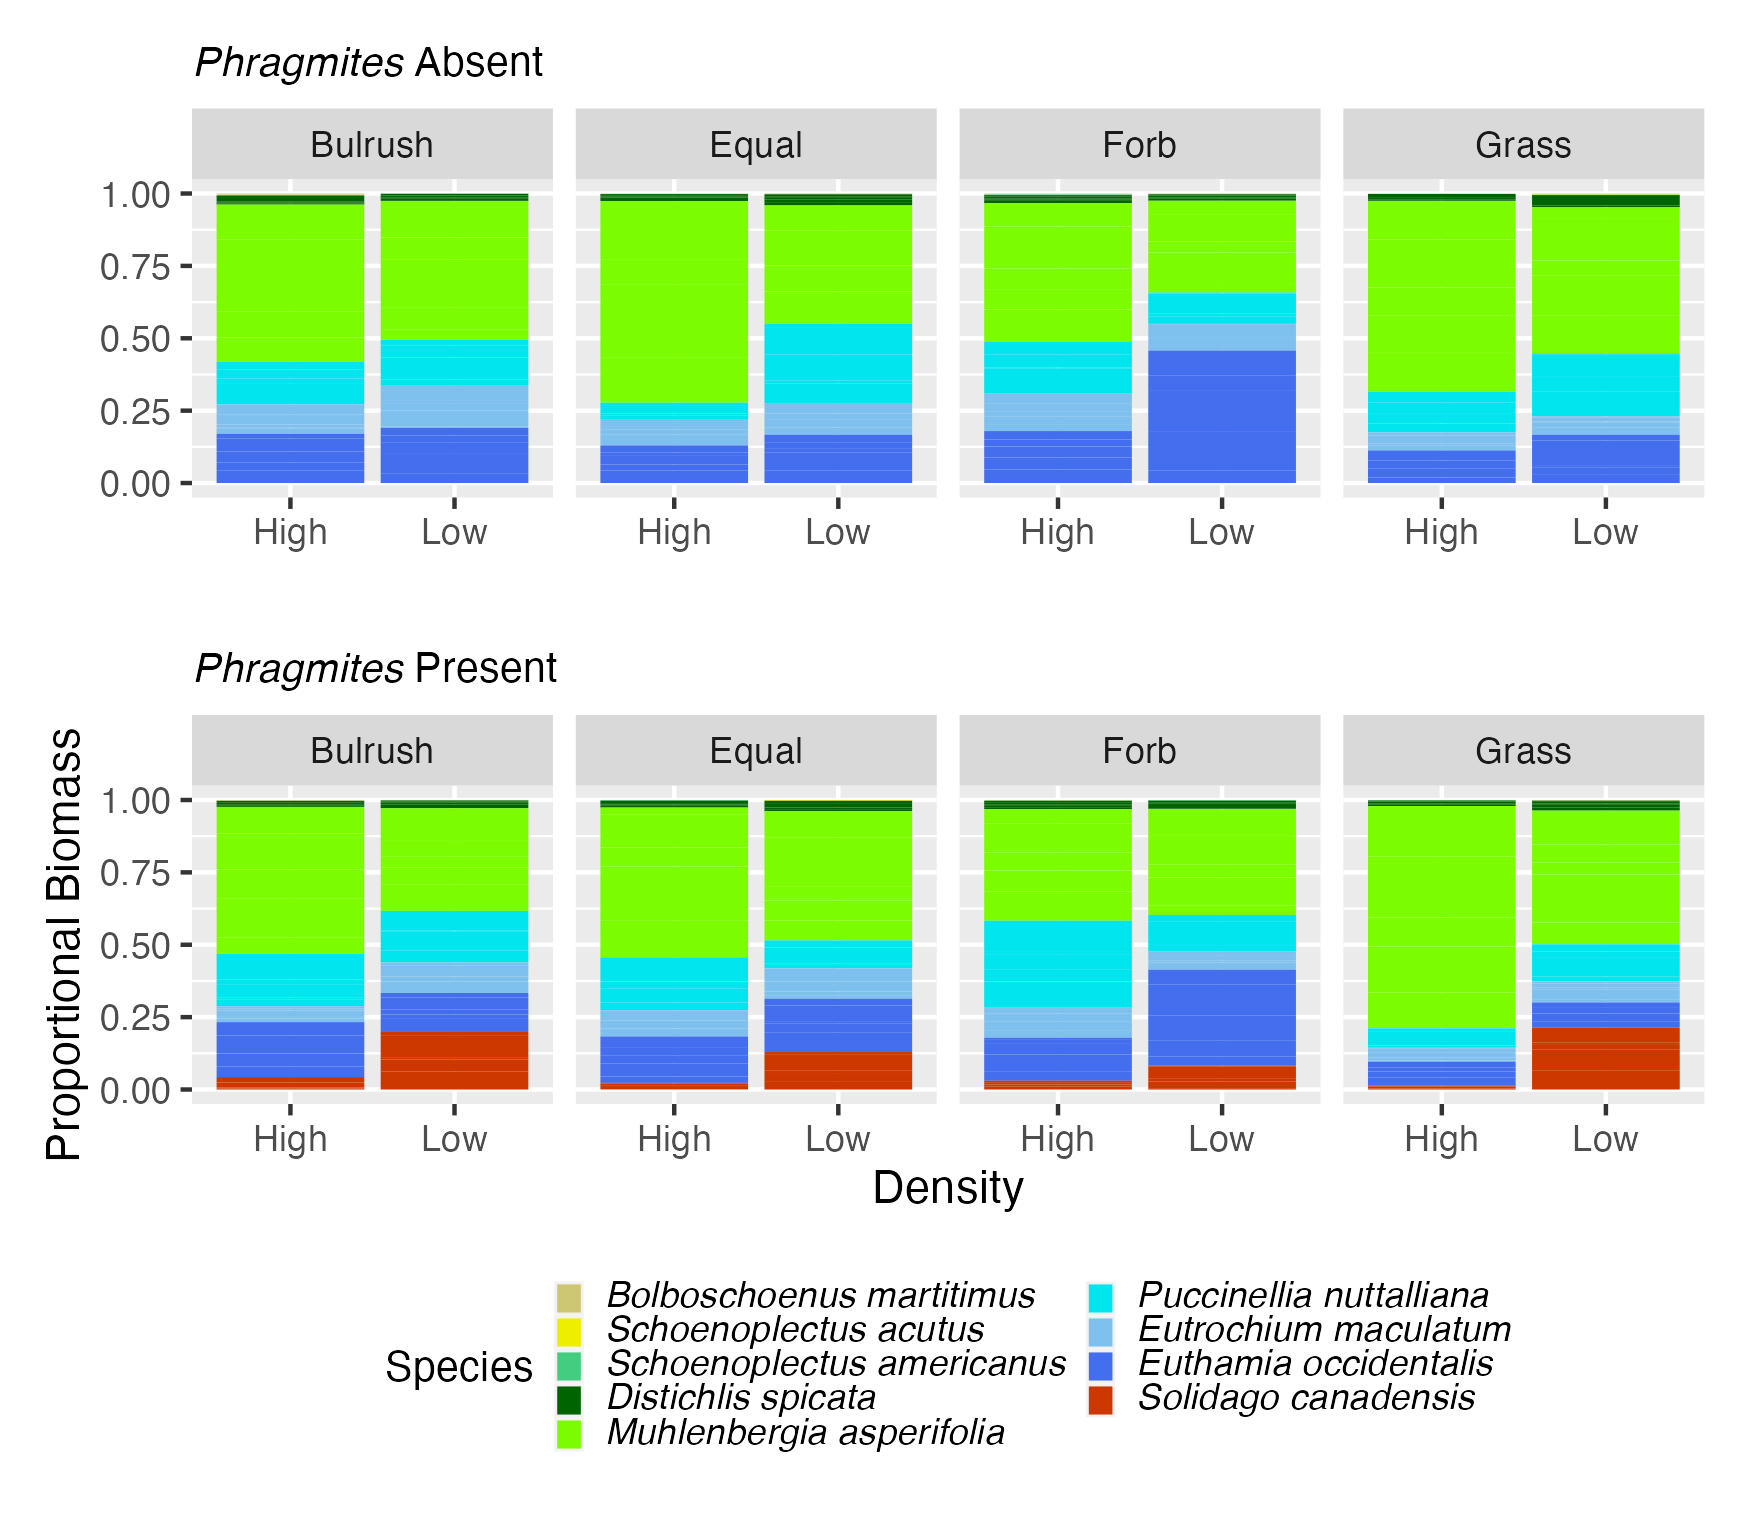 Phragmites Absent
Bulrush Equal Forb Grass
1.00
0.75
0.50
0.25
0.00
High Low High Low High Low High Low
Phragmites Present
Bulrush Equal Forb Grass
Proportional Biomass
1.00
0.75
0.50
0.25
0.00
High Low High Low High Low High Low
Density
Species
Bolboschoenus martitimus
Schoenoplectus acutus
Schoenoplectus americanus
Distichlis spicata
Muhlenbergia asperifolia
Puccinellia nuttalliana
Eutrochium maculatum
Euthamia occidentalis
Solidago canadensis